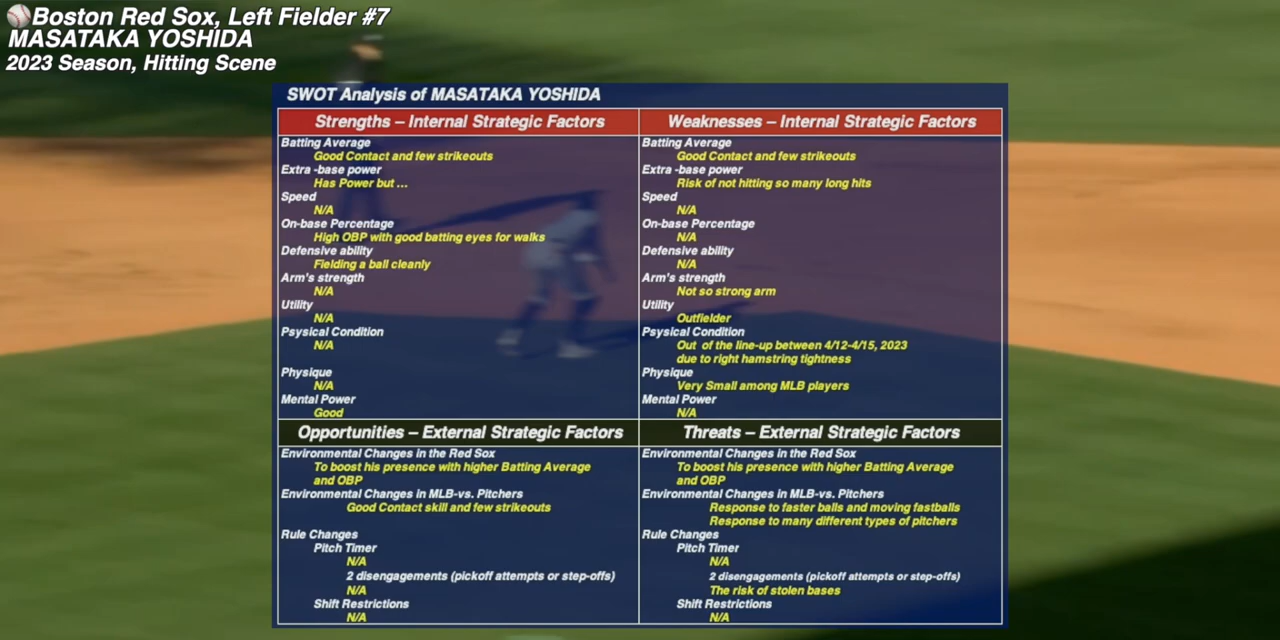 ⚾Boston Red Sox, Left Fielder #7
MASATAKA YOSHIDA
2023 Season, Hitting Scene
SWOT Analysis of MASATAKA YOSHIDA
Strengths – Internal Strategic Factors
Batting Average
Good Contact and few strikeouts
Extra -base power
Has Power but ...
Speed
N/A
On-base Percentage
High OBP with good batting eyes for walks
Defensive ability
Fielding a ball cleanly
Arm's strength
N/A
Utility
N/A
Psysical Condition
N/A
Physique
N/A
Mental Power
Good
Weaknesses – Internal Strategic Factors
Batting Average
Good Contact and few strikeouts
Extra -base power
Risk of not hitting so many long hits
Speed
N/A
On-base Percentage
N/A
Defensive ability
N/A
Arm's strength
Not so strong arm
Utility
Outfielder
Psysical Condition
Out of the line-up between 4/12-4/15, 2023
due to right hamstring tightness
Physique
Very Small among MLB players
Mental Power
N/A
Opportunities – External Strategic Factors
Environmental Changes in the Red Sox
To boost his presence with higher Batting Average
and OBP
Environmental Changes in MLB-vs. Pitchers
Good Contact skill and few strikeouts
Rule Changes
Pitch Timer
N/A
2 disengagements (pickoff attempts or step-offs)
N/A
Shift Restrictions
N/A
Threats – External Strategic Factors
Environmental Changes in the Red Sox
To boost his presence with higher Batting Average
and OBP
Environmental Changes in MLB-vs. Pitchers
Response to faster balls and moving fastballs
Response to many different types of pitchers
Rule Changes
Pitch Timer
N/A
2 disengagements (pickoff attempts or step-offs)
The risk of stolen bases
Shift Restrictions
N/A